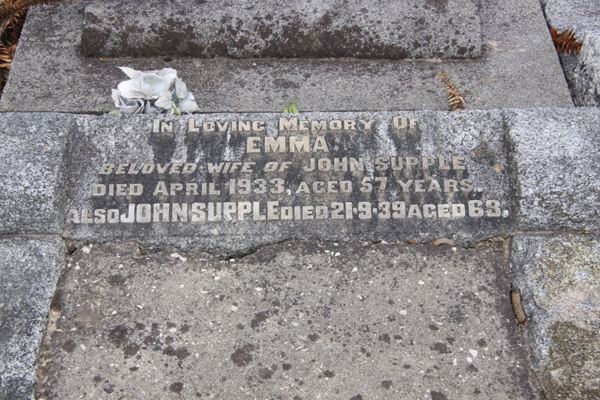 In Loving Memory Of
EMMA
BELOVED WIFE OF JOHN SUPPLE
DIED APRIL 1933, AGED 57 YEARS.
ALSO JOHN SUPPLE DIED 21·9·39 AGED 63.